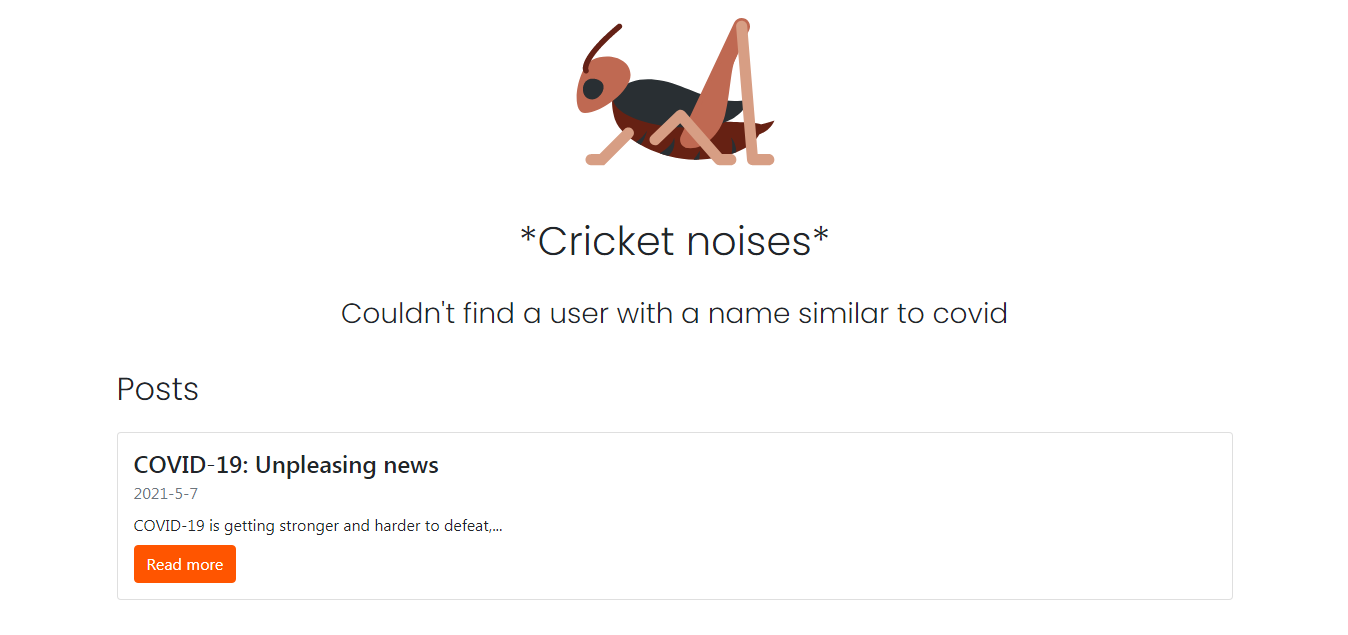 *Cricket noises*
Couldn't find a user with a name similar to covid
Posts
COVID-19: Unpleasing news
2021-5-7
COVID-19 is getting stronger and harder to defeat,...
Read more